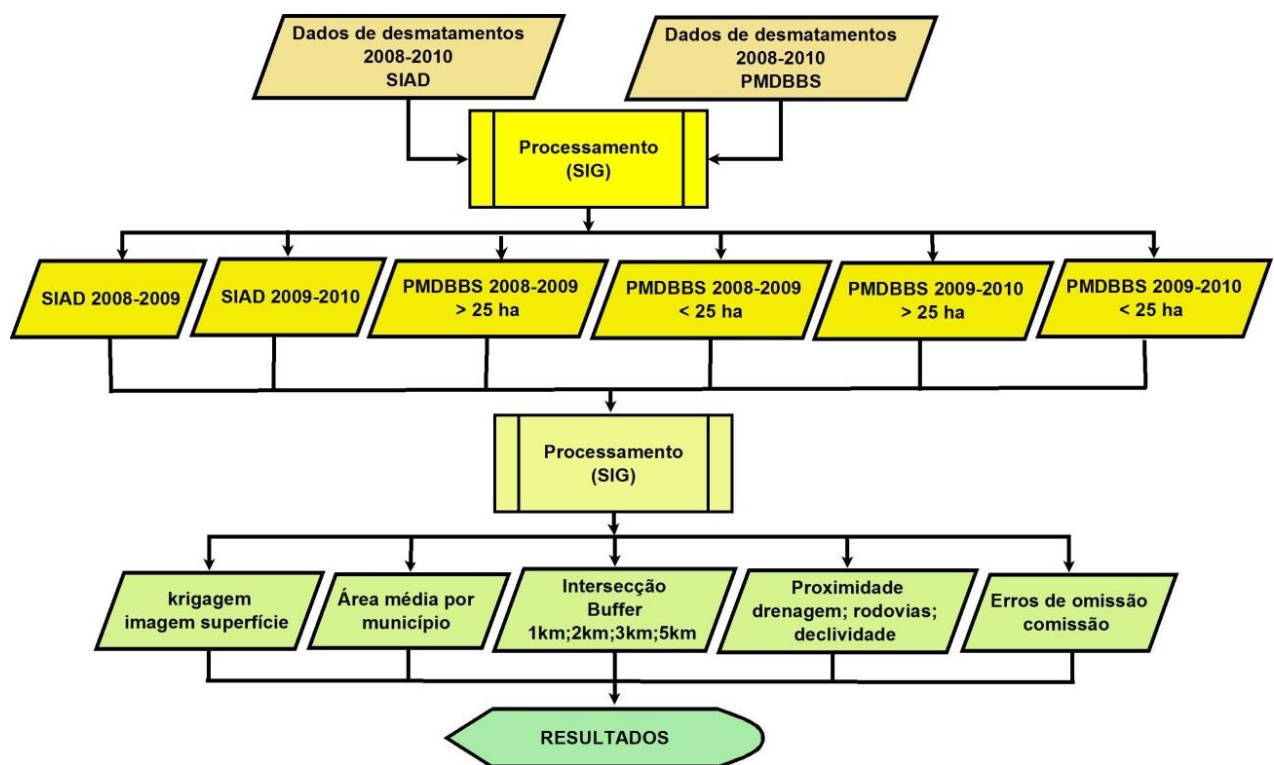 Dados de desmatamentos
2008-2010
SIAD
Dados de desmatamentos
2008-2010
PMDBBS
Processamento
(SIG)
SIAD 2008-2009
SIAD 2009-2010
PMDBBS 2008-2009
> 25 ha
PMDBBS 2008-2009
< 25 ha
PMDBBS 2009-2010
> 25 ha
PMDBBS 2009-2010
< 25 ha
Processamento
(SIG)
krigagem
imagem superfície
Área média por
município
Intersecção
Buffer
1km;2km;3km;5km
Proximidade
drenagem; rodovias;
declividade
Erros de omissão
comissão
RESULTADOS